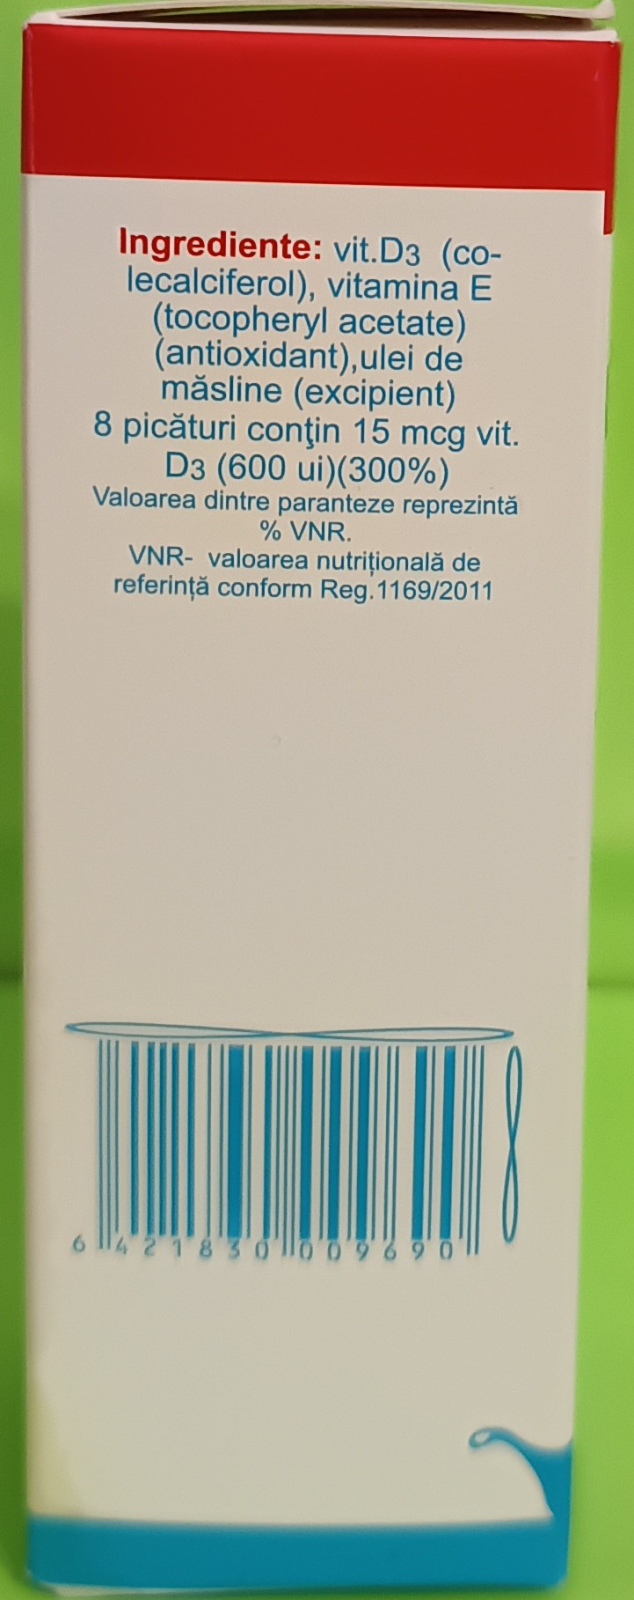 Ingrediente: vit.D3 (co-
lecalciferol), vitamina E
(tocopheryl acetate)
(antioxidant),ulei de
măsline (excipient)
8 picături conţin 15 mcg vit.
D3 (600 ui)(300%)
Valoarea dintre paranteze reprezintă
% VNR.
VNR- valoarea nutrițională de
referință conform Reg.1169/2011
6 421830 009690